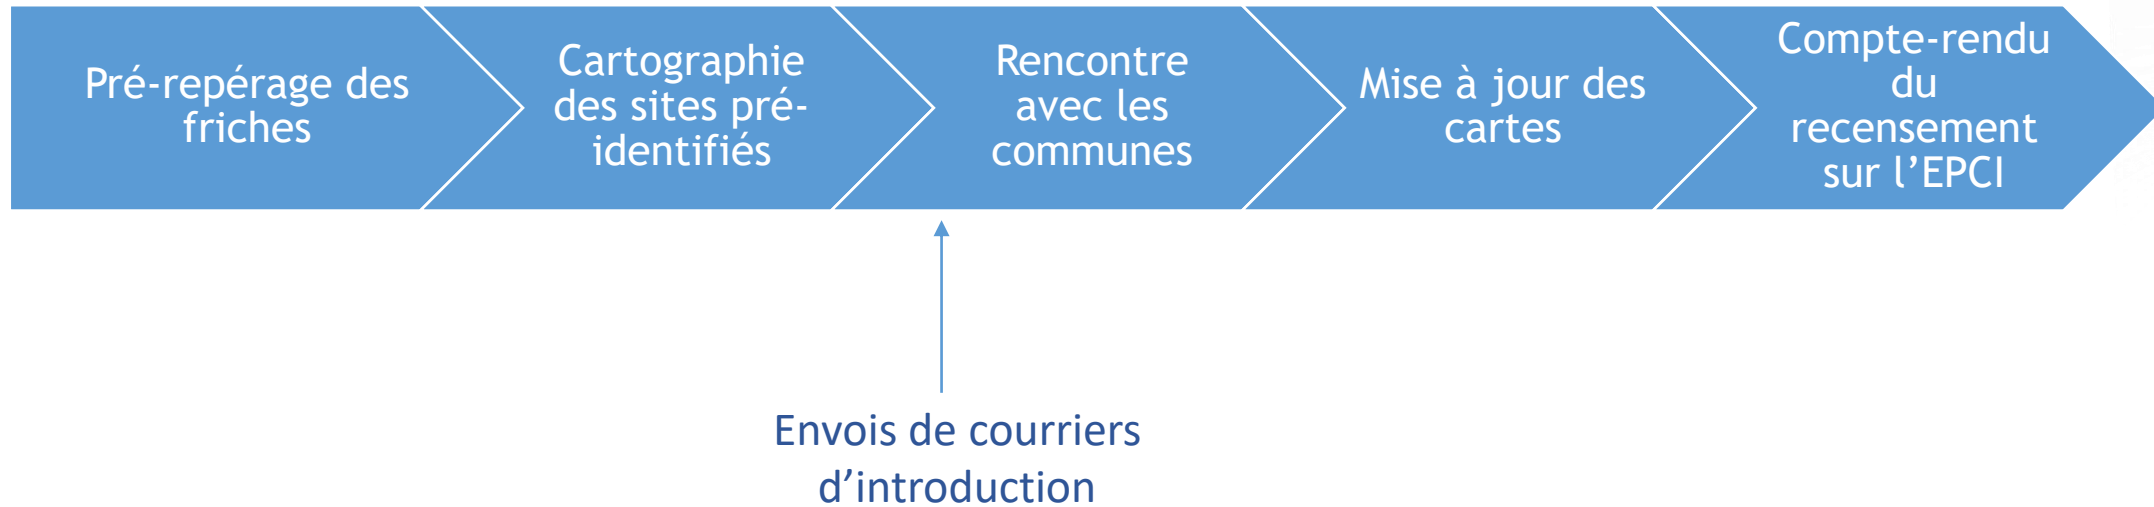 Pré-repérage des
friches
Cartographie
des sites pré-
identifiés
Rencontre
avec les
communes
Mise à jour des
cartes
Compte-rendu
du
recensement
sur l’EPCI
Envois de courriers
d’introduction